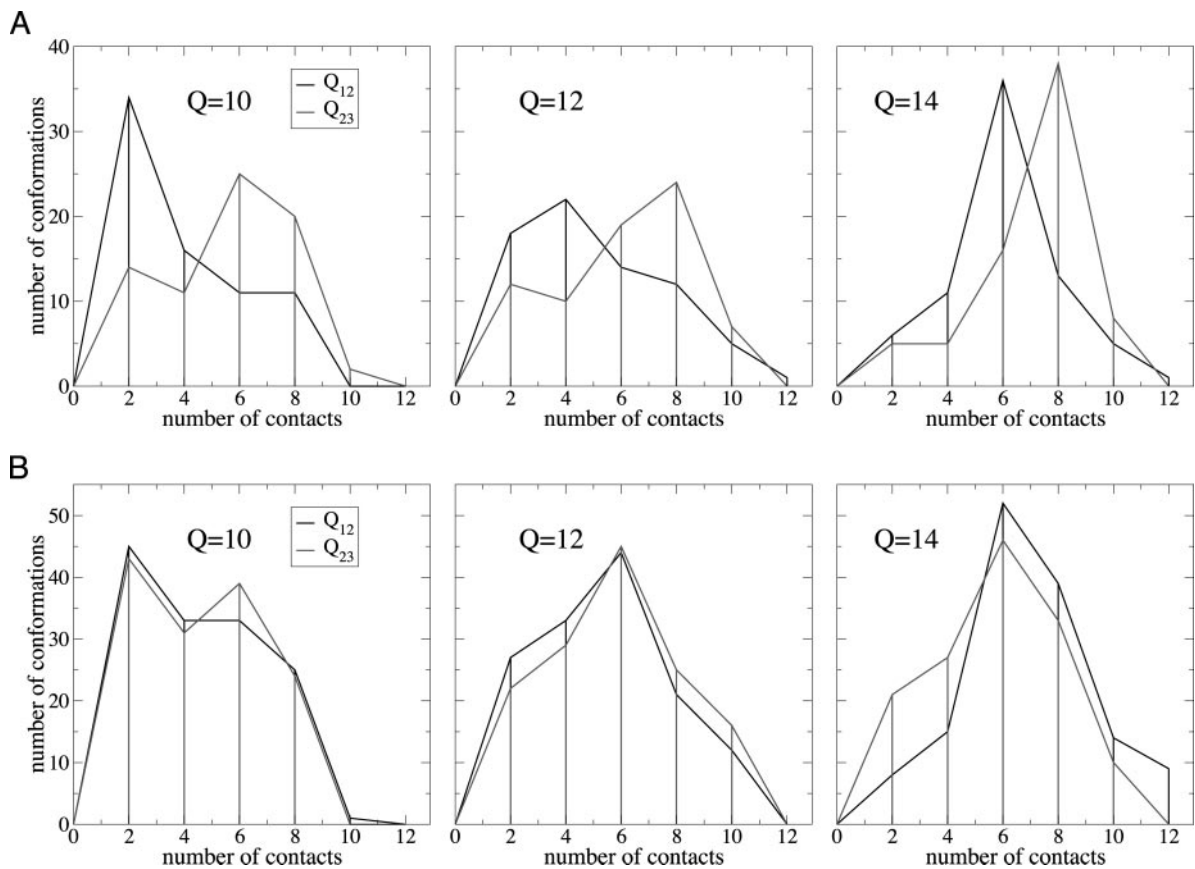 A
number of conformations
40
30
20
10
0
Q=10
Q12
Q23
0 2 4 6 8 10 12
number of contacts
Q=12
0 2 4 6 8 10 12
number of contacts
Q=14
0 2 4 6 8 10 12
number of contacts
B
number of conformations
50
40
30
20
10
0
Q=10
Q12
Q23
0 2 4 6 8 10 12
number of contacts
Q=12
0 2 4 6 8 10 12
number of contacts
Q=14
0 2 4 6 8 10 12
number of contacts